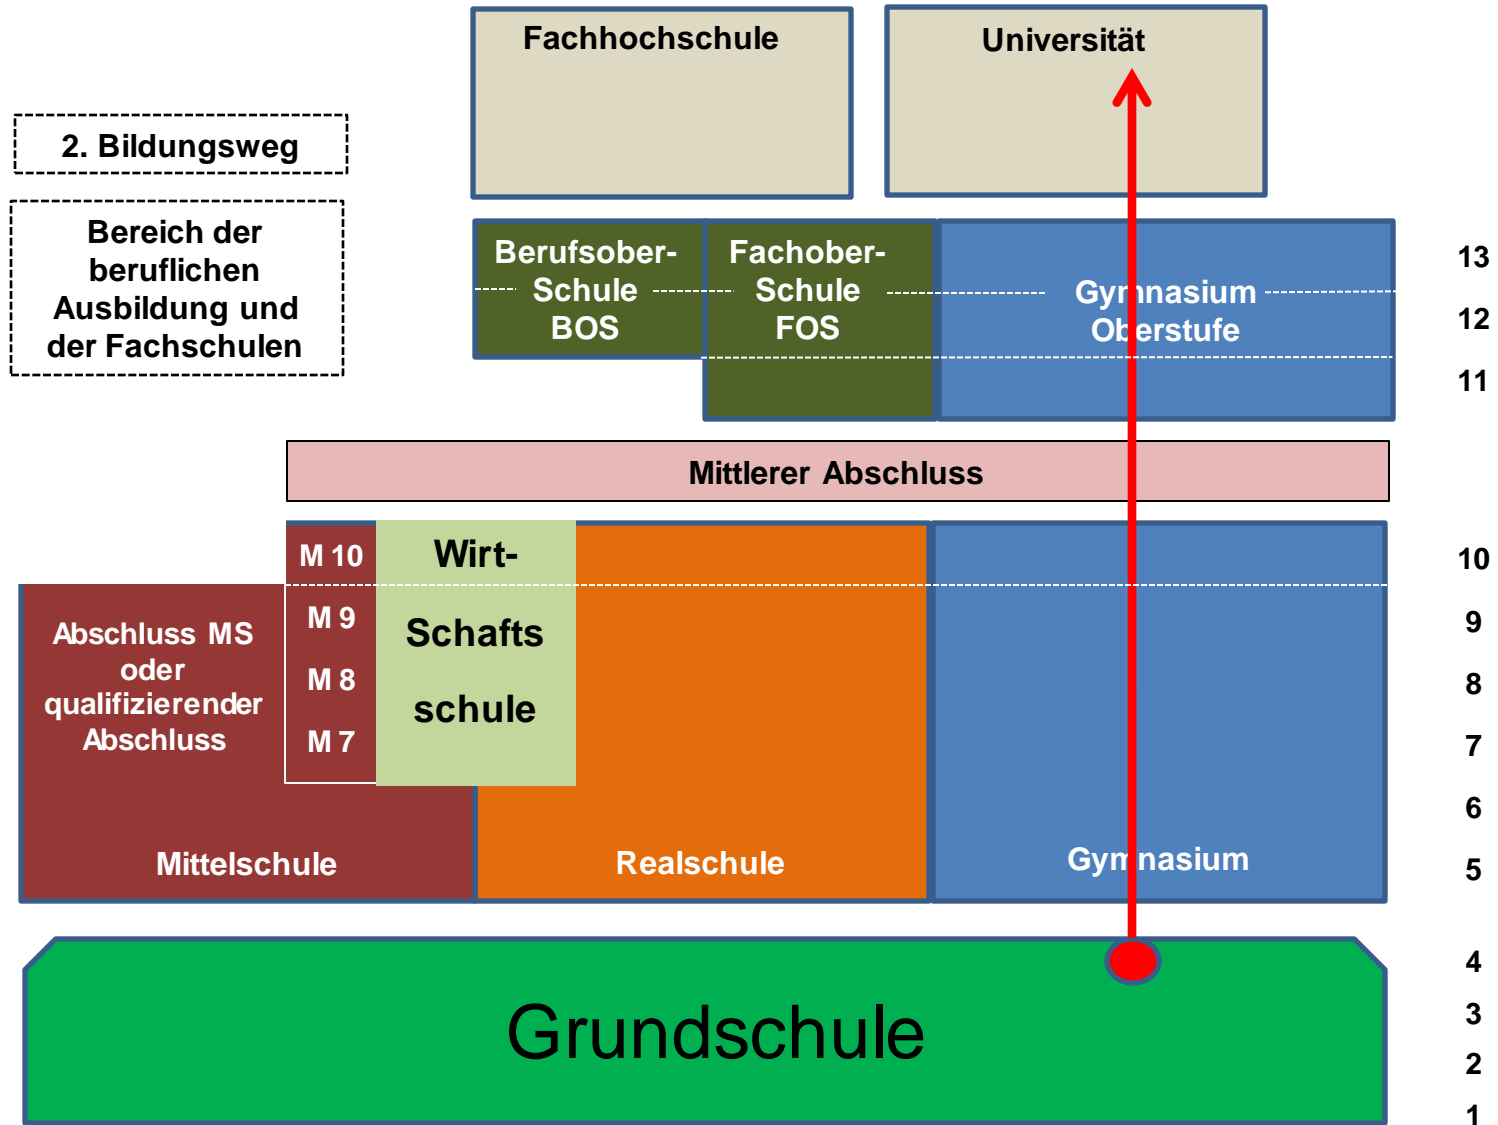 Fachhochschule
Universität
2. Bildungsweg
Bereich der
beruflichen
Ausbildung und
der Fachschulen
Berufsober-
Schule
BOS
Fachober-
Schule
FOS
Gymnasium
Oberstufe
13
12
11
Mittlerer Abschluss
M 10
M 9
M 8
M 7
Wirt-
Schafts
schule
Abschluss MS
oder
qualifizierender
Abschluss
Mittelschule
Realschule
Gymnasium
10
9
8
7
6
5
Grundschule
4
3
2
1